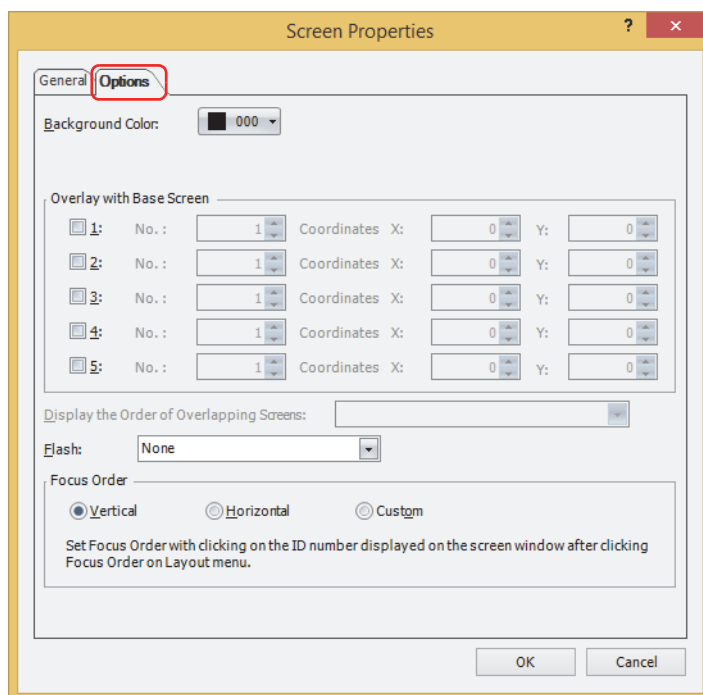 Screen Properties ? ×
General Options
Background Color: 000
Overlay with Base Screen
1: No. : 1 Coordinates X: 0 Y: 0
2: No. : 1 Coordinates X: 0 Y: 0
3: No. : 1 Coordinates X: 0 Y: 0
4: No. : 1 Coordinates X: 0 Y: 0
5: No. : 1 Coordinates X: 0 Y: 0
Display the Order of Overlapping Screens:
Flash: None
Focus Order
Vertical Horizontal Custom
Set Focus Order with clicking on the ID number displayed on the screen window after clicking
Focus Order on Layout menu.
OK Cancel